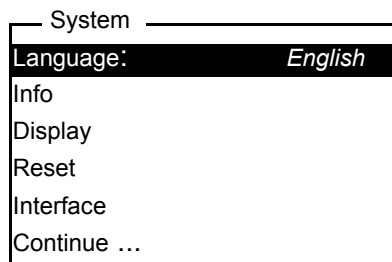 System
Language: English
Info
Display
Reset
Interface
Continue ...